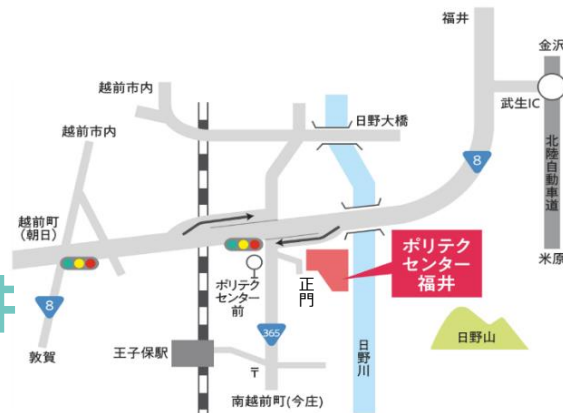 福井
金沢
越前市内
日野大橋
武生IC
越前市内
8
北陸自動車道
越前町
(朝日)
ポリテク
センター
福井
米原
ポリテク
センター
前
正門
8
井
365
日野川
日野山
敦賀
王子保駅
〒
南越前町(今庄)